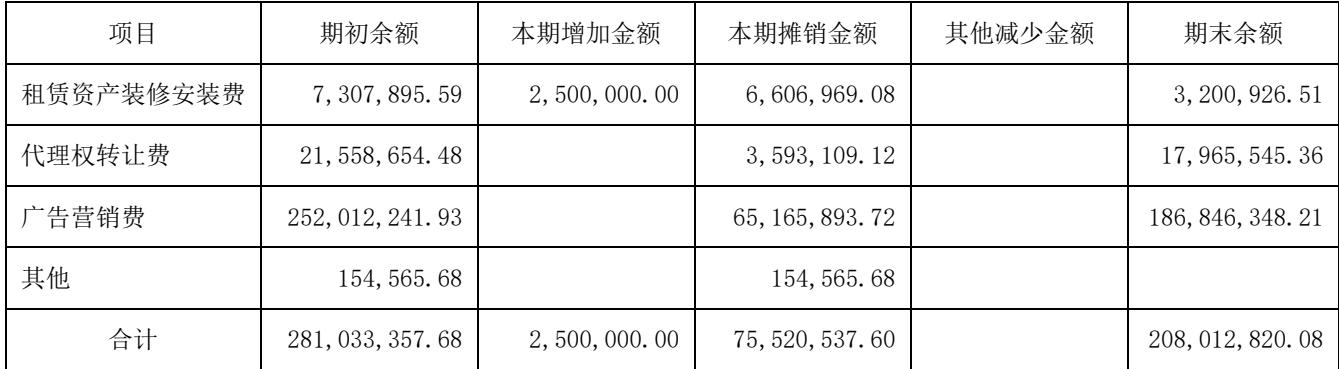 项目 期初余额 本期增加金额 本期摊销金额 其他减少金额 期末余额
租赁资产装修安装费 7,307,895.59 2,500,000.00 6,606,969.08 3,200,926.51
代理权转让费 21,558,654.48 3,593,109.12 17,965,545.36
广告营销费 252,012,241.93 65,165,893.72 186,846,348.21
其他 154,565.68 154,565.68
合计 281,033,357.68 2,500,000.00 75,520,537.60 208,012,820.08